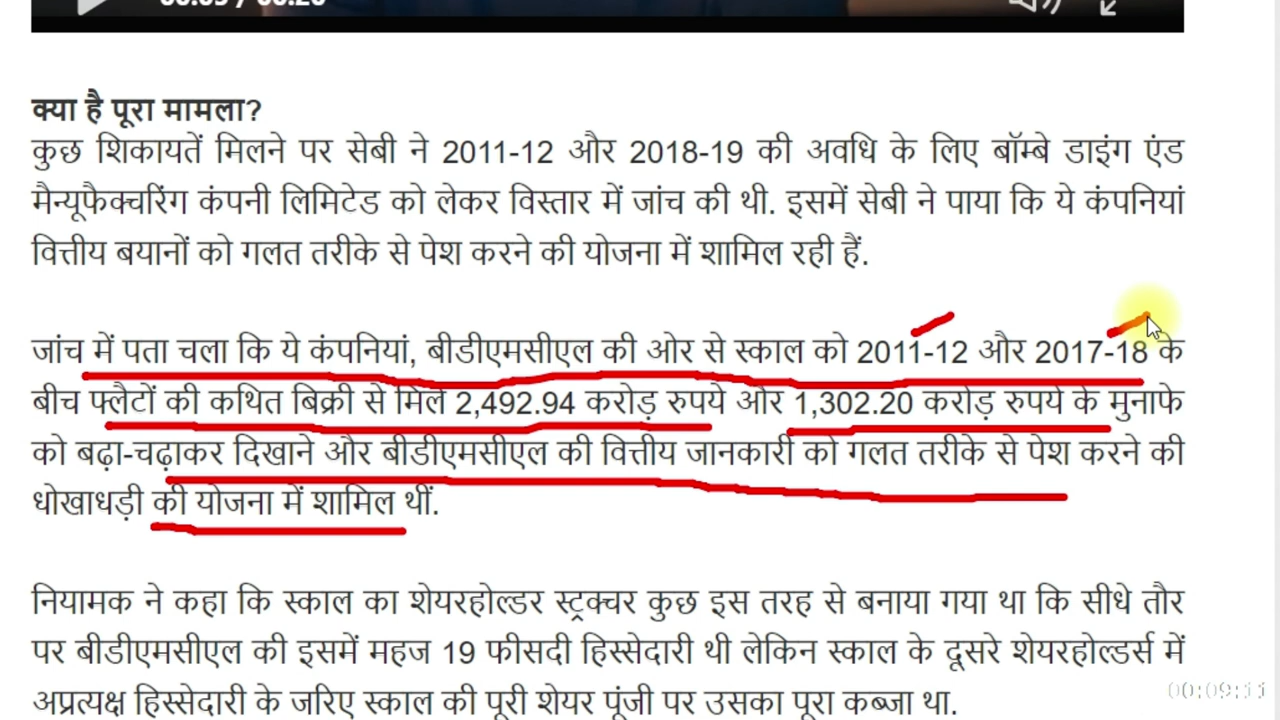 क्या है पूरा मामला?
कुछ शिकायतें मिलने पर सेबी ने 2011-12 और 2018-19 की अवधि के लिए बॉम्बे डाइंग एंड
मैन्यूफैक्चरिंग कंपनी लिमिटेड को लेकर विस्तार में जांच की थी. इसमें सेबी ने पाया कि ये कंपनियां
वित्तीय बयानों को गलत तरीके से पेश करने की योजना में शामिल रही हैं.
जांच में पता चला कि ये कंपनियां, बीडीएमसीएल की ओर से स्काल को 2011-12 और 2017-18 के
बीच फ्लैटों की कथित बिक्री से मिले 2,492.94 करोड़ रुपये और 1,302.20 करोड़ रुपये के मुनाफे
को बढ़ा-चढ़ाकर दिखाने और बीडीएमसीएल की वित्तीय जानकारी को गलत तरीके से पेश करने की
धोखाधड़ी की योजना में शामिल थीं.
नियामक ने कहा कि स्काल का शेयरहोल्डर स्ट्रक्चर कुछ इस तरह से बनाया गया था कि सीधे तौर
पर बीडीएमसीएल की इसमें महज 19 फीसदी हिस्सेदारी थी लेकिन स्काल के दूसरे शेयरहोल्डर्स में
अप्रत्यक्ष हिस्सेदारी के जरिए स्काल की पूरी शेयर पूंजी पर उसका पूरा कब्जा था.
00:09:11